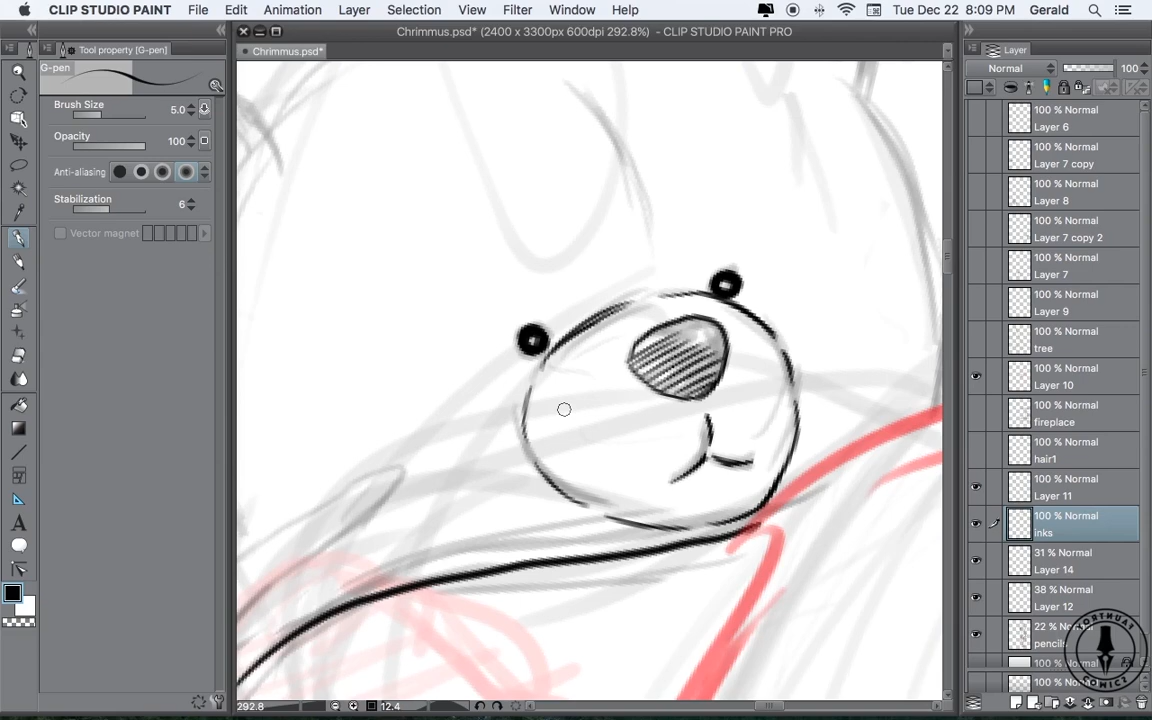 CLIP STUDIO PAINT File Edit Animation Layer Selection View Filter Window Help Tue Dec 22 8:09 PM Gerald
Chrimmus.psd* (2400 x 3300px 600dpi 292.8%) - CLIP STUDIO PAINT PRO
Tool property [G-pen]
Chrimmus.psd*
Layer
G-pen
Normal 100
Brush Size 5.0
Opacity 100
Anti-aliasing
Stabilization 6
Vector magnet
100 % Normal
Layer 6
100 % Normal
Layer 7 copy
100 % Normal
Layer 8
100 % Normal
Layer 7 copy 2
100 % Normal
Layer 7
100 % Normal
Layer 9
100 % Normal
tree
100 % Normal
Layer 10
100 % Normal
fireplace
100 % Normal
hair1
100 % Normal
Layer 11
100 % Normal
inks
31 % Normal
Layer 14
38 % Normal
Layer 12
22 %
pencils
100 %
100 %
292.8 12.4